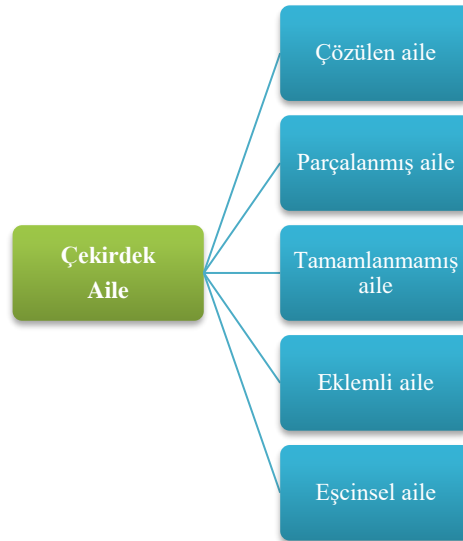 Çözülen aile
Parçalanmış aile
Çekirdek
Aile
Tamamlanmamış
aile
Eklemli aile
Eşcinsel aile